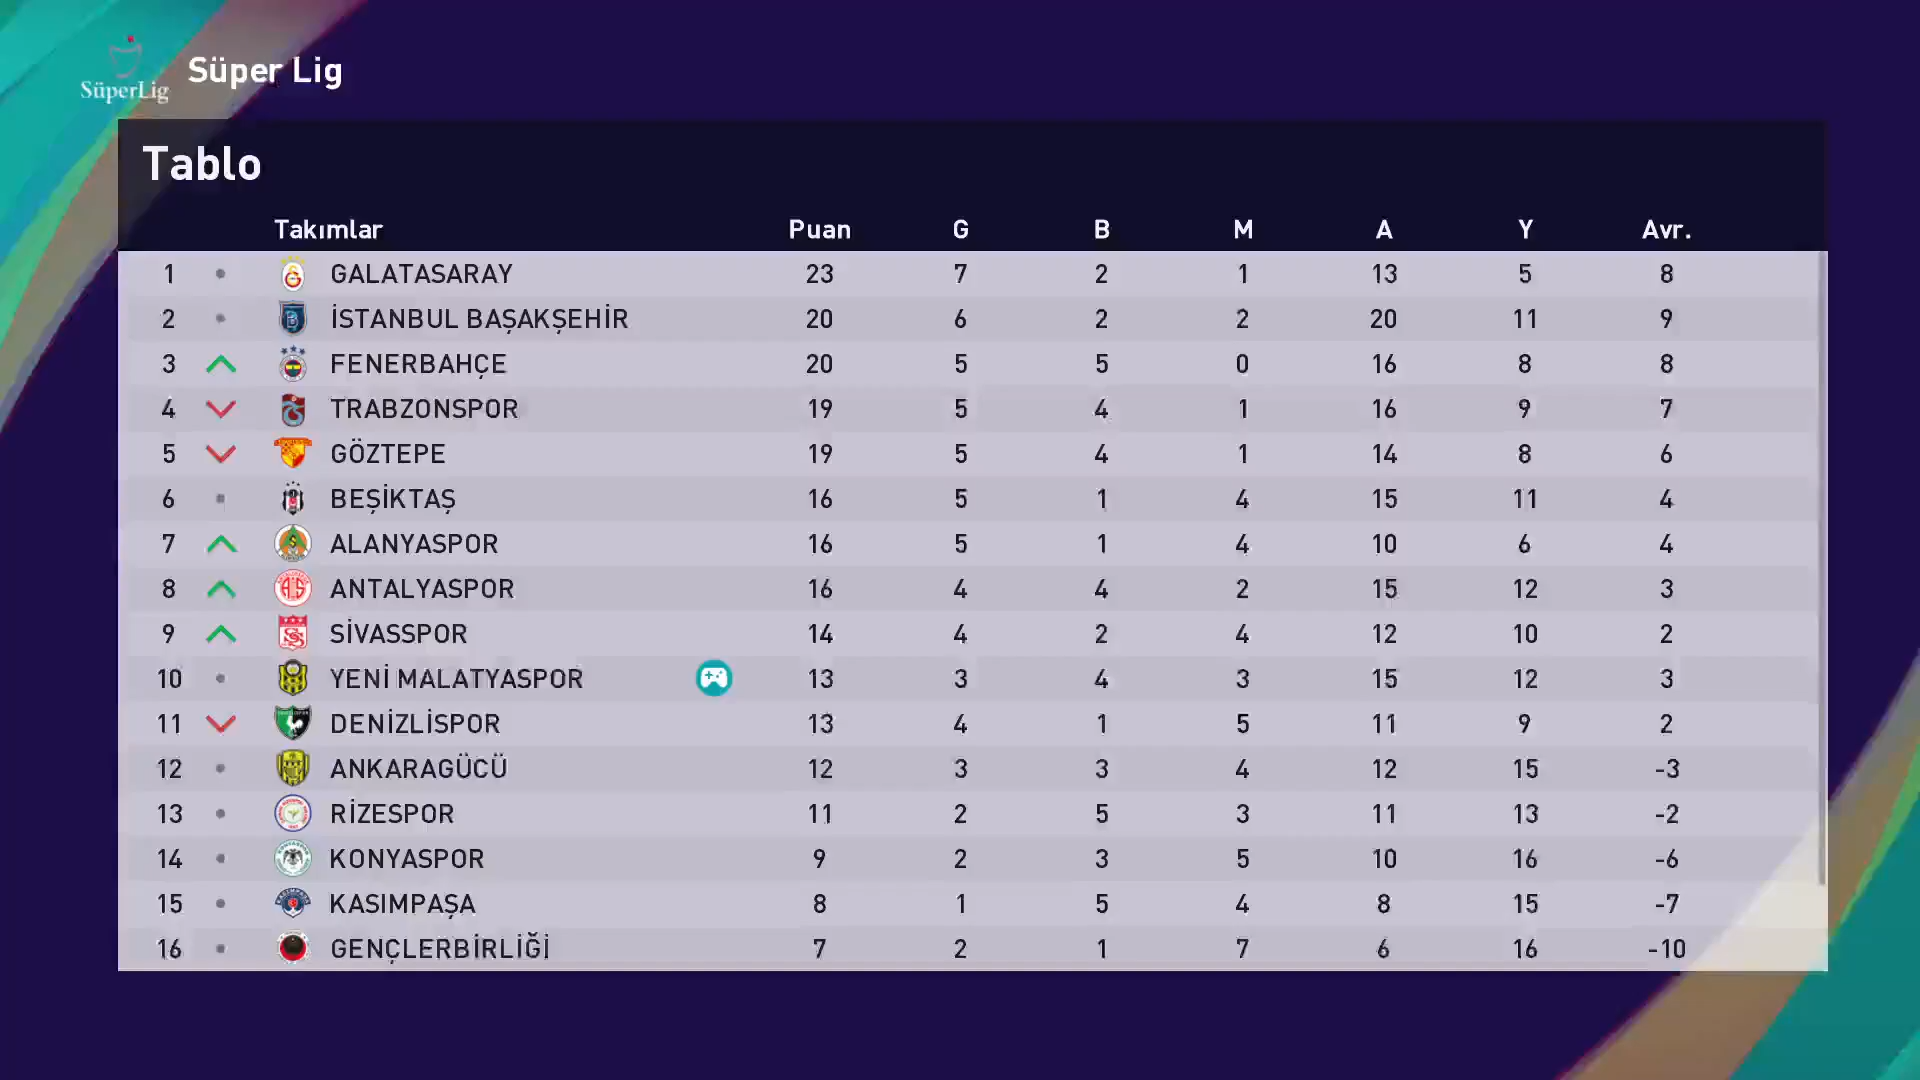 SüperLig Süper Lig
Tablo
Takımlar Puan G B M A Y Avr.
1 GALATASARAY 23 7 2 1 13 5 8
2 İSTANBUL BAŞAKŞEHİR 20 6 2 2 20 11 9
3 FENERBAHÇE 20 5 5 0 16 8 8
4 TRABZONSPOR 19 5 4 1 16 9 7
5 GÖZTEPE 19 5 4 1 14 8 6
6 BEŞİKTAŞ 16 5 1 4 15 11 4
7 ALANYASPOR 16 5 1 4 10 6 4
8 ANTALYASPOR 16 4 4 2 15 12 3
9 SİVASSPOR 14 4 2 4 12 10 2
10 YENİ MALATYASPOR 13 3 4 3 15 12 3
11 DENİZLİSPOR 13 4 1 5 11 9 2
12 ANKARAGÜCÜ 12 3 3 4 12 15 -3
13 RİZESPOR 11 2 5 3 11 13 -2
14 KONYASPOR 9 2 3 5 10 16 -6
15 KASIMPAŞA 8 1 5 4 8 15 -7
16 GENÇLERBİRLİĞİ 7 2 1 7 6 16 -10